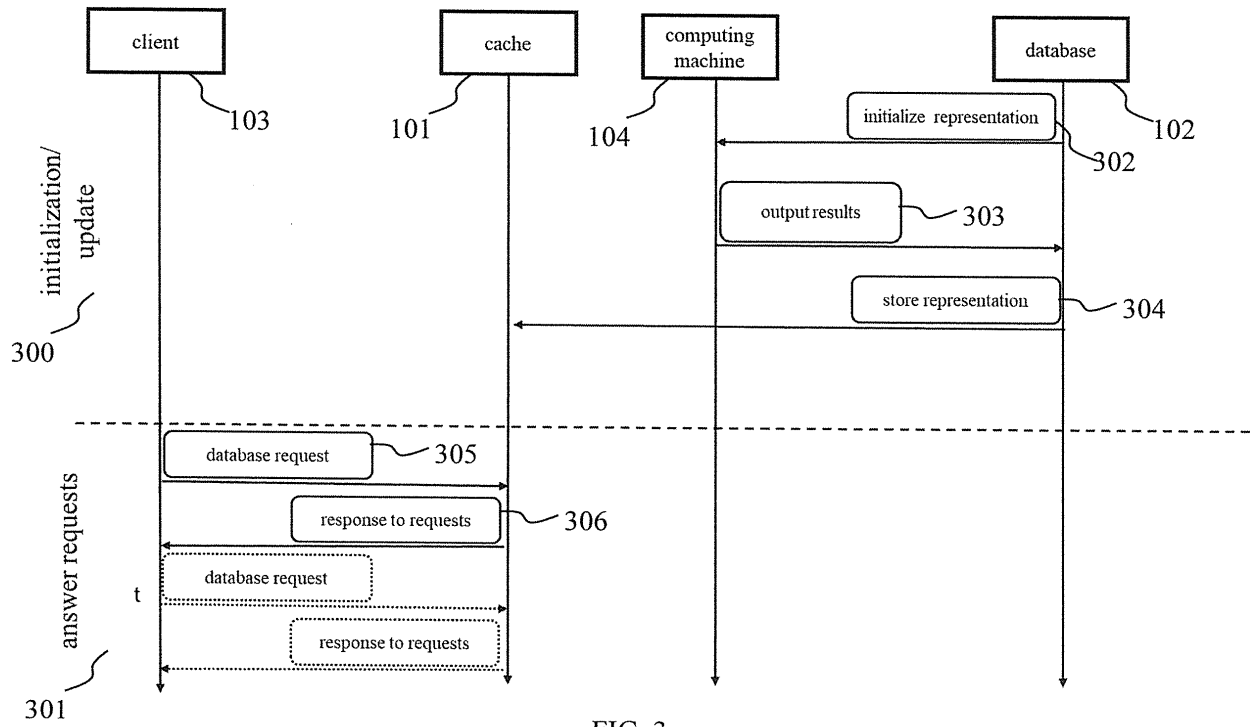 client
cache
computing
machine
database
103
101
104
102
initialize representation
302
output results
303
store representation
304
initialization/
update
300
database request
305
response to requests
306
database request
t
response to requests
answer requests
301
FIG. 3